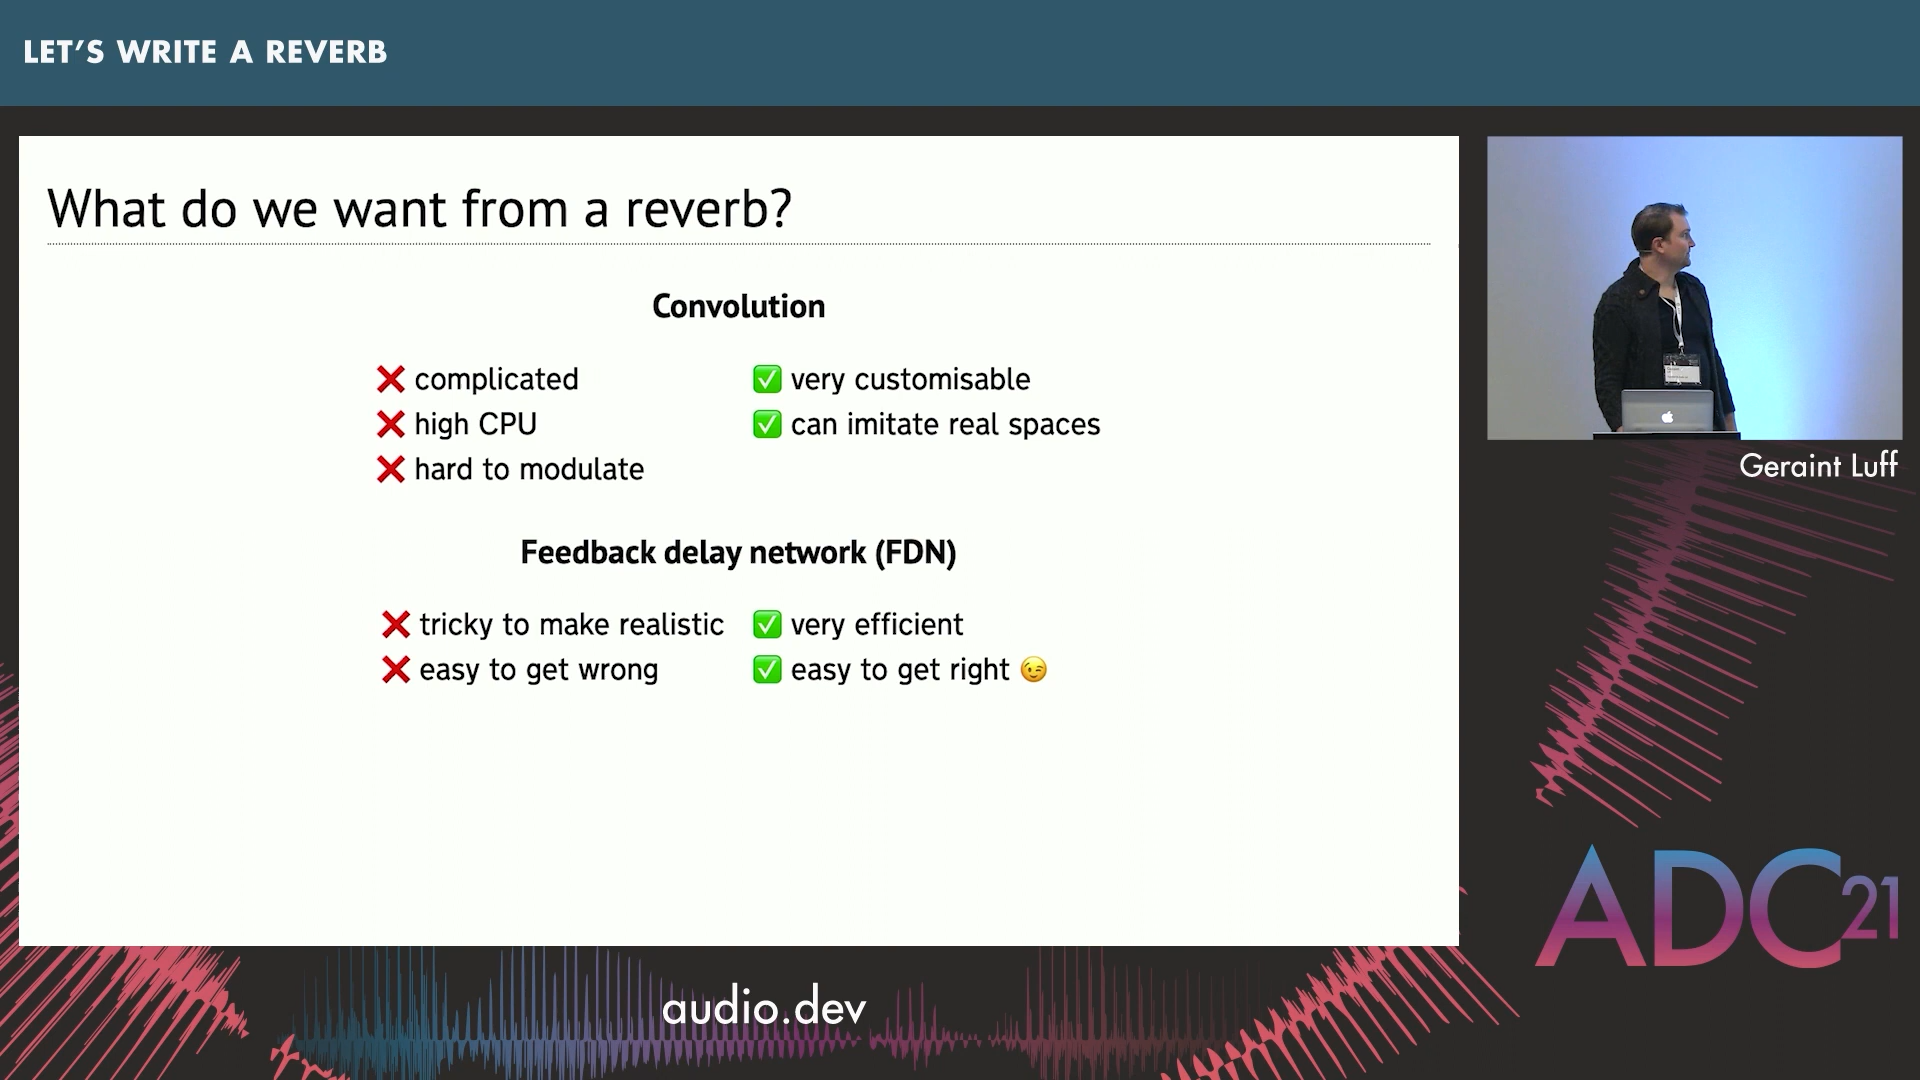 LET'S WRITE A REVERB
What do we want from a reverb?
Convolution
❌ complicated
✅ very customisable
❌ high CPU
✅ can imitate real spaces
❌ hard to modulate
Feedback delay network (FDN)
❌ tricky to make realistic
✅ very efficient
❌ easy to get wrong
✅ easy to get right 😉
Geraint Luff
ADC21
audio.dev